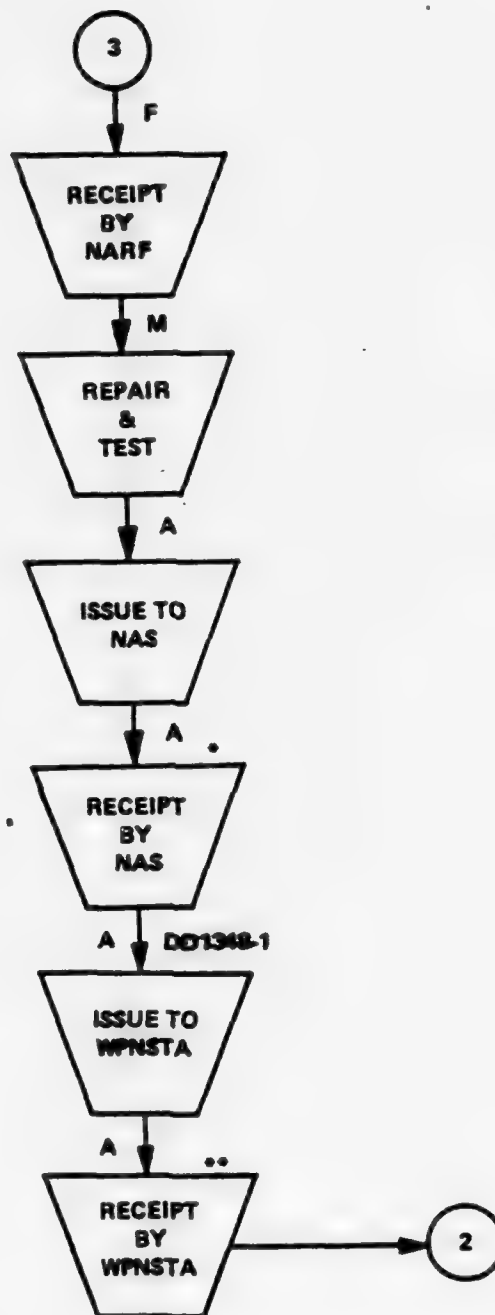 3
F
RECEIPT
BY
NARF
M
REPAIR
&
TEST
A
ISSUE TO
NAS
A *
RECEIPT
BY
NAS
A DD1348-1
ISSUE TO
WPNSTA
A **
RECEIPT
BY
WPNSTA
2